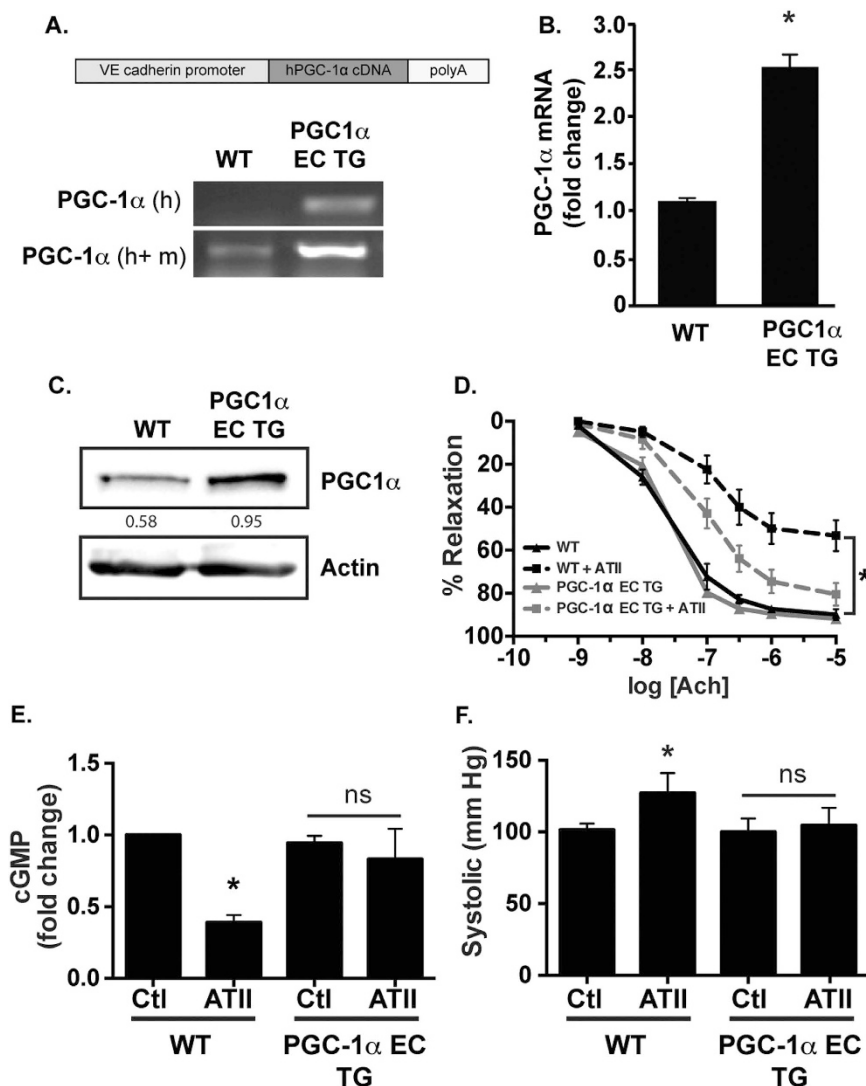 A.
VE cadherin promoter hPGC-1α cDNA polyA
WT PGC1α EC TG
PGC-1α (h)
PGC-1α (h+ m)
B.
PGC-1α mRNA
(fold change)
*
3.0
2.5
2.0
1.5
1.0
0.5
0
WT PGC1α EC TG
C.
WT PGC1α EC TG
PGC1α
0.58 0.95
Actin
D.
% Relaxation
0
20
40
60
80
100
WT
WT + ATII
PGC-1α EC TG
PGC-1α EC TG + ATII
*
-10 -9 -8 -7 -6 -5
log [Ach]
E.
cGMP
(fold change)
1.5
1.0
0.5
0.0
*
ns
Ctl ATII Ctl ATII
WT PGC-1α EC
TG
F.
Systolic (mm Hg)
150
100
50
0
*
ns
Ctl ATII Ctl ATII
WT PGC-1α EC
TG